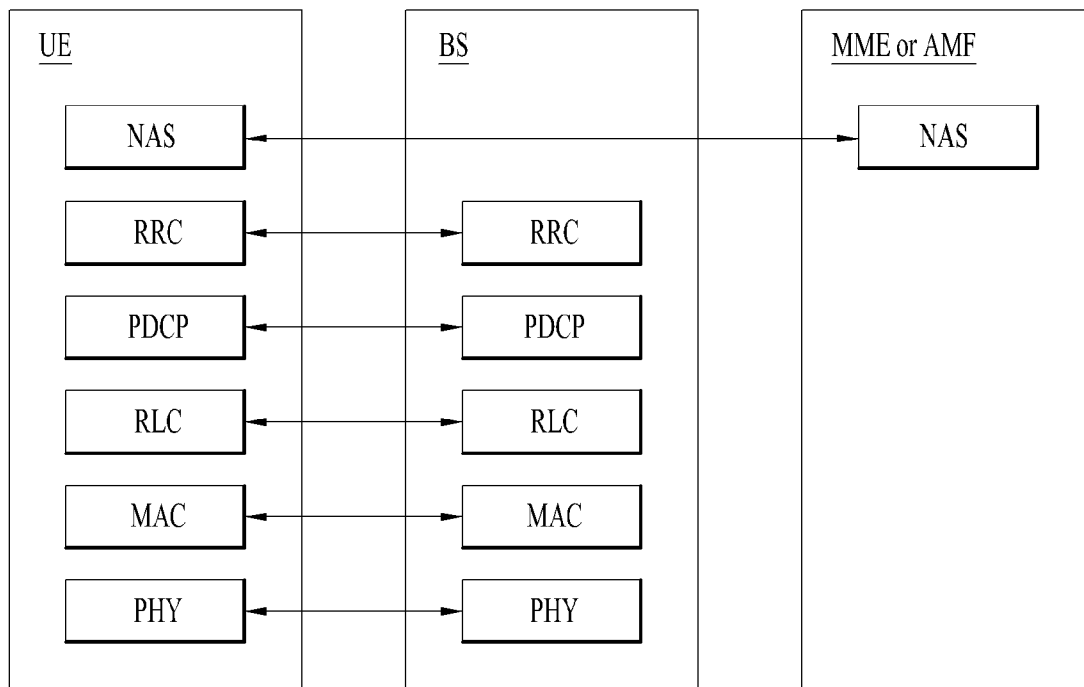 UE
BS
MME or AMF
NAS
NAS
RRC
RRC
PDCP
PDCP
RLC
RLC
MAC
MAC
PHY
PHY